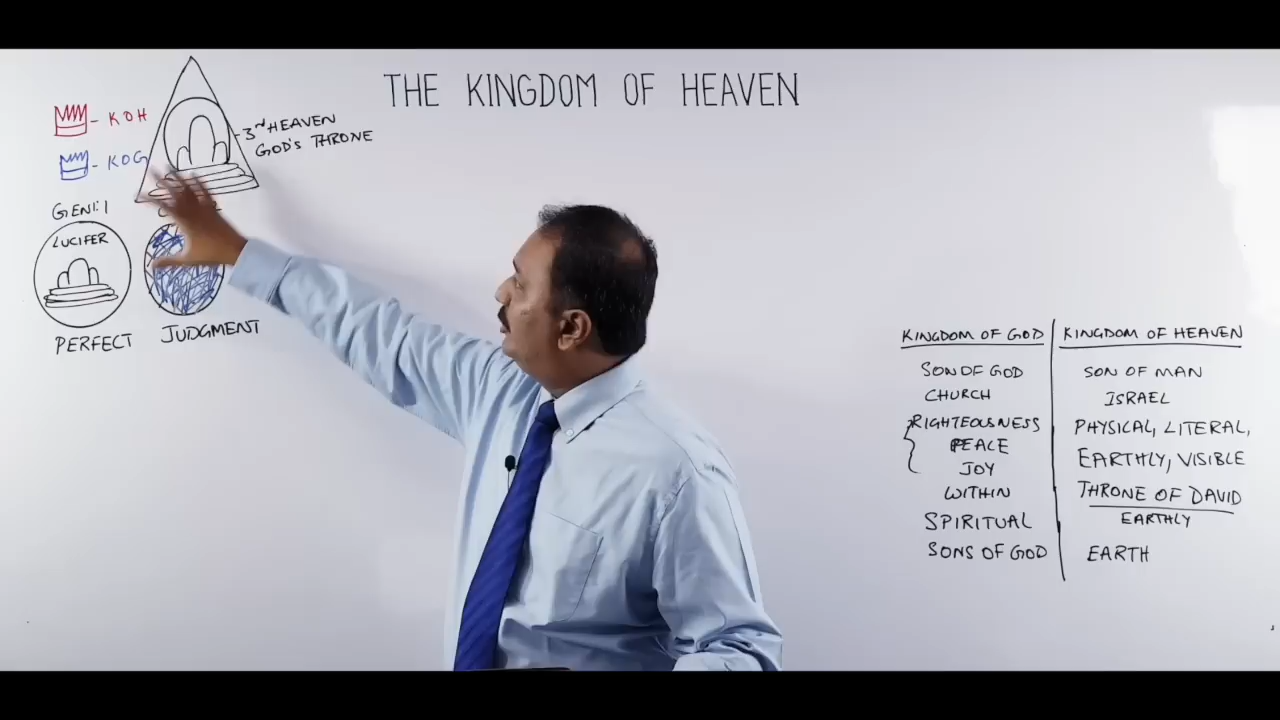 THE KINGDOM OF HEAVEN
- KOH
- KOG
3RD HEAVEN
GOD'S THRONE
GEN 1:1
LUCIFER
PERFECT
JUDGMENT
KINGDOM OF GOD
SON OF GOD
CHURCH
RIGHTEOUSNESS
PEACE
JOY
WITHIN
SPIRITUAL
SONS OF GOD
KINGDOM OF HEAVEN
SON OF MAN
ISRAEL
PHYSICAL, LITERAL,
EARTHLY, VISIBLE
THRONE OF DAVID
EARTHLY
EARTH